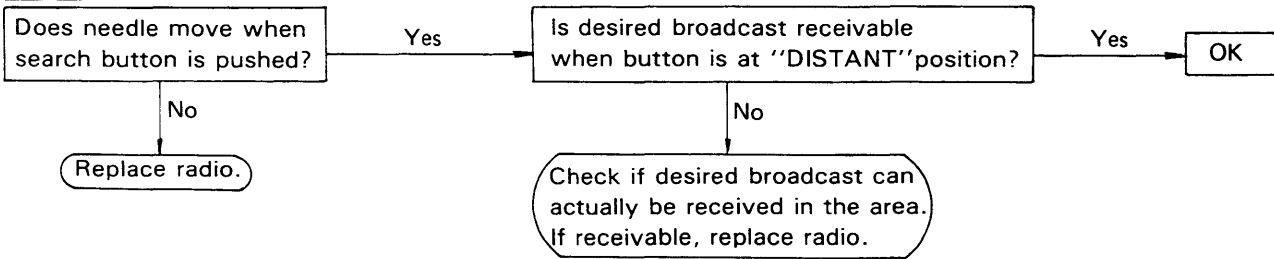 Does needle move when
search button is pushed?
Yes
Is desired broadcast receivable
when button is at ''DISTANT''position?
Yes
OK
No
Replace radio.
No
Check if desired broadcast can
actually be received in the area.
If receivable, replace radio.